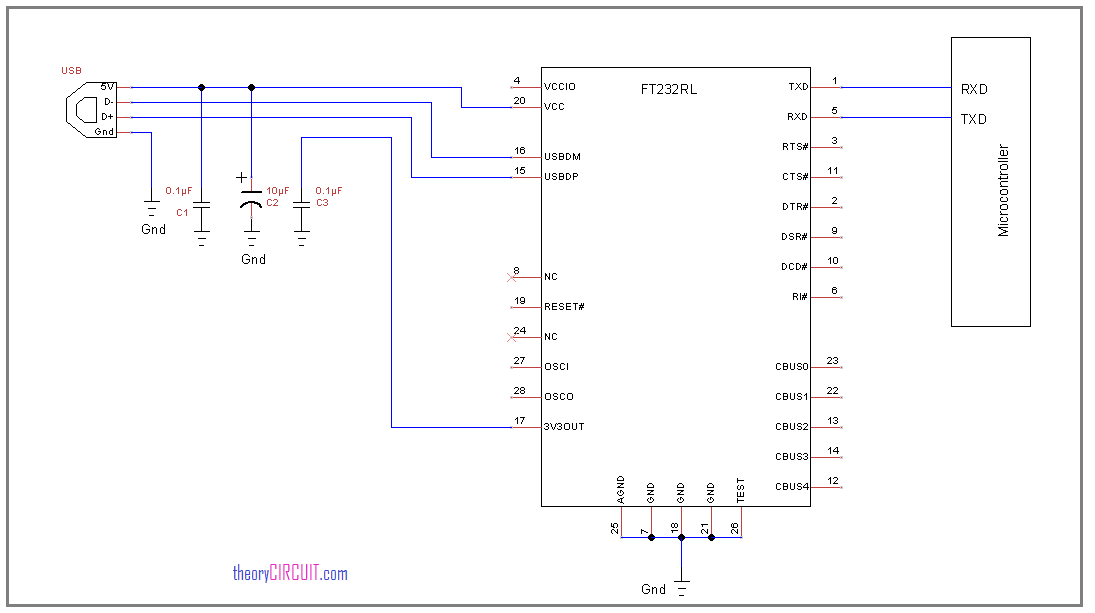 USB
5V
D-
D+
Gnd
Gnd
0.1µF
C1
+
10µF
C2
Gnd
0.1µF
C3
FT232RL
4 VCCIO
20 VCC
16 USBDM
15 USBDP
8 NC
19 RESET#
24 NC
27 OSCI
28 OSCO
17 3V3OUT
TXD 1
RXD 5
RTS# 3
CTS# 11
DTR# 2
DSR# 9
DCD# 10
RI# 6
CBUS0 23
CBUS1 22
CBUS2 13
CBUS3 14
CBUS4 12
AGND 25
GND 7
GND 18
GND 21
TEST 26
Gnd
RXD
TXD
Microcontroller
theoryCIRCUIT.com